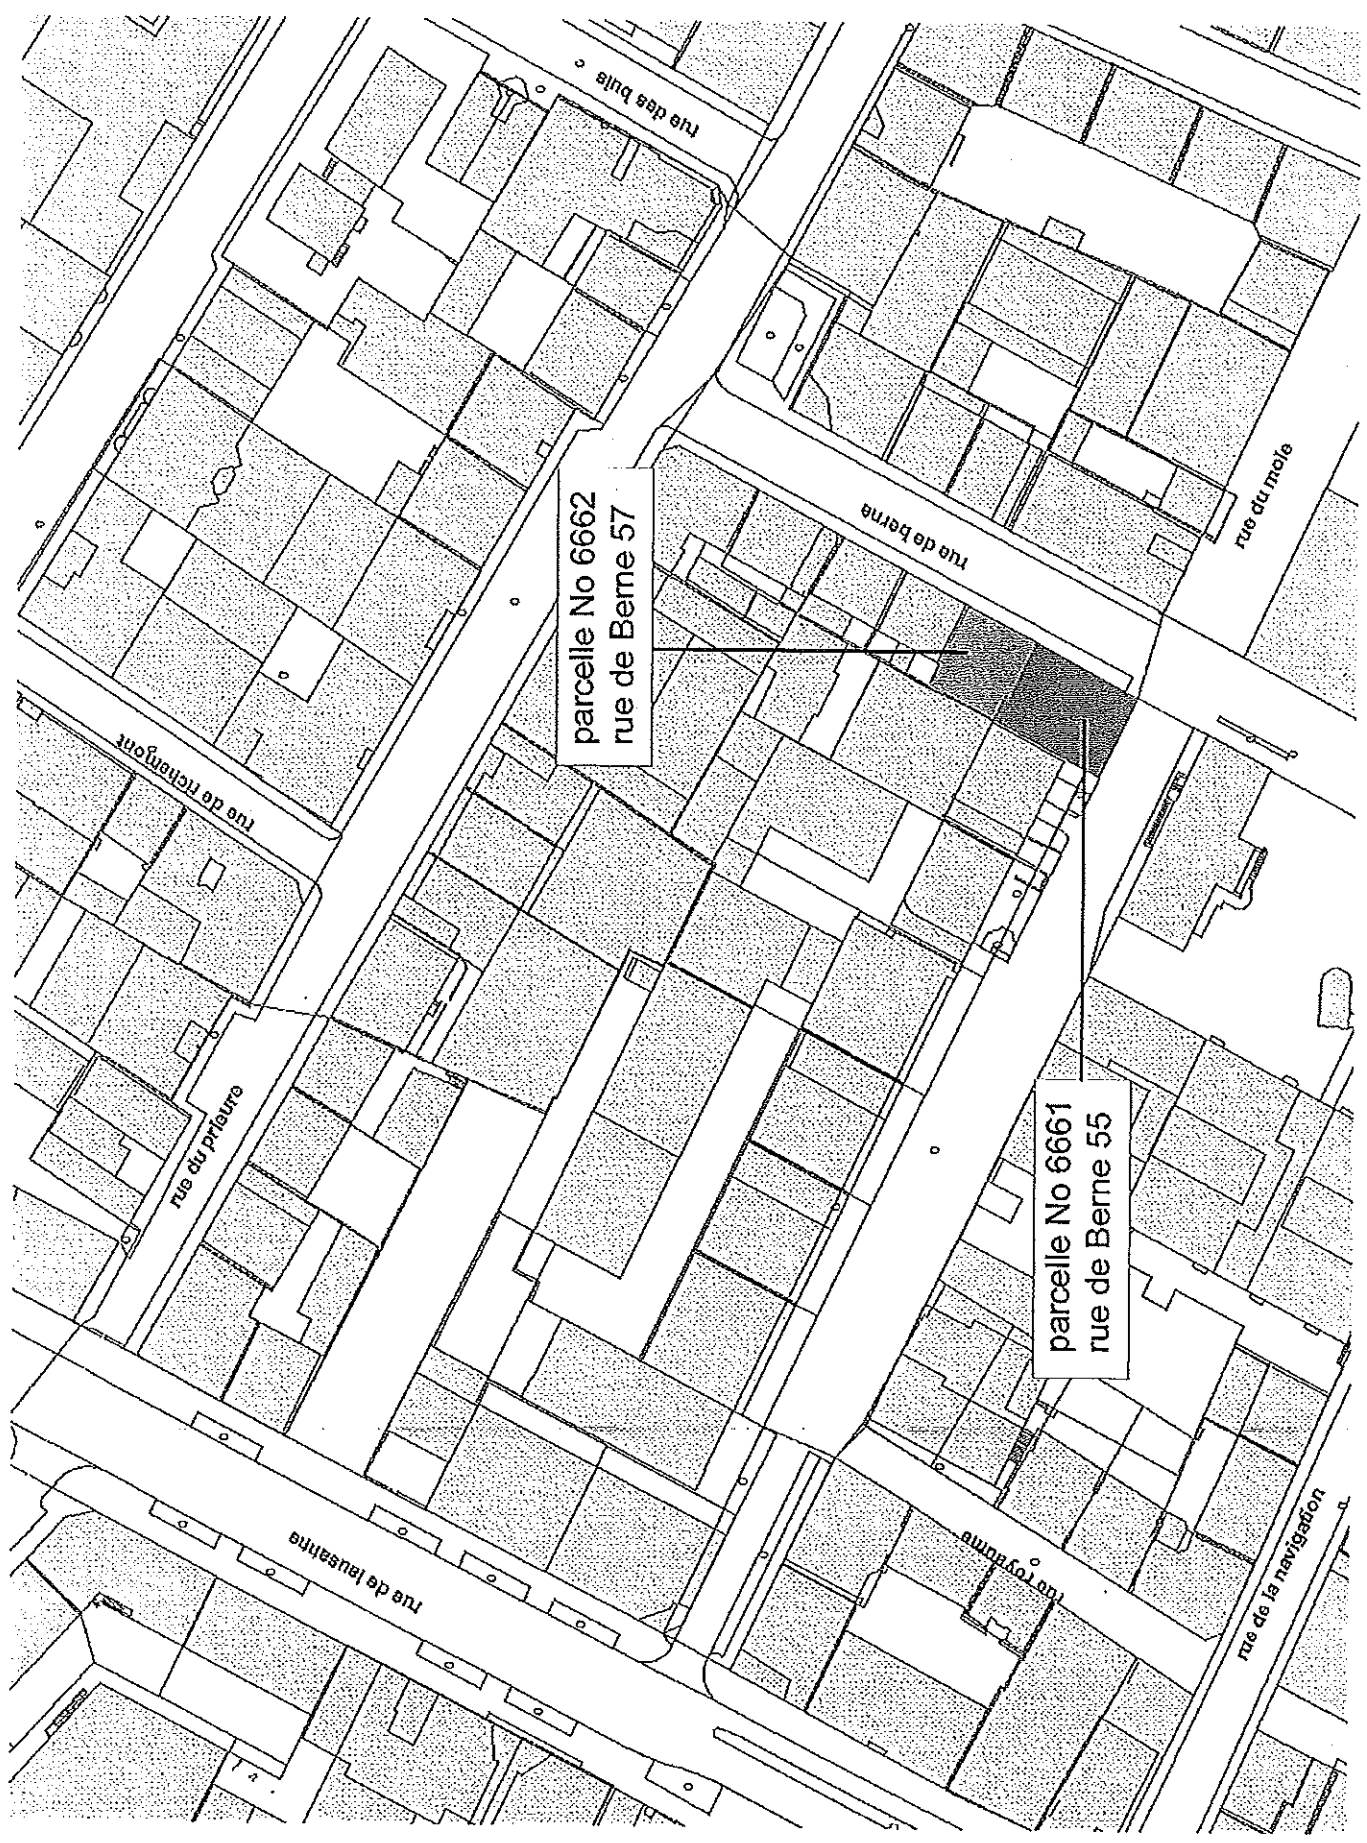 rue des buis
rue de richemont
rue du prieuré
rue de lausanne
parcelle No 6662
rue de Berne 57
rue de berne
rue du môle
parcelle No 6661
rue de Berne 55
rue royaume
rue de la navigation